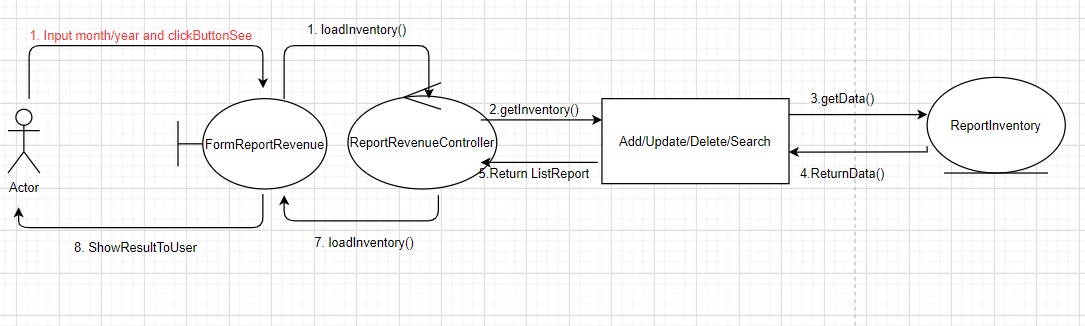 1. Input month/year and clickButtonSee
1. loadInventory()
2.getInventory()
3.getData()
FormReportRevenue
ReportRevenueController
Add/Update/Delete/Search
ReportInventory
5.Return ListReport
4.ReturnData()
Actor
8. ShowResultToUser
7. loadInventory()